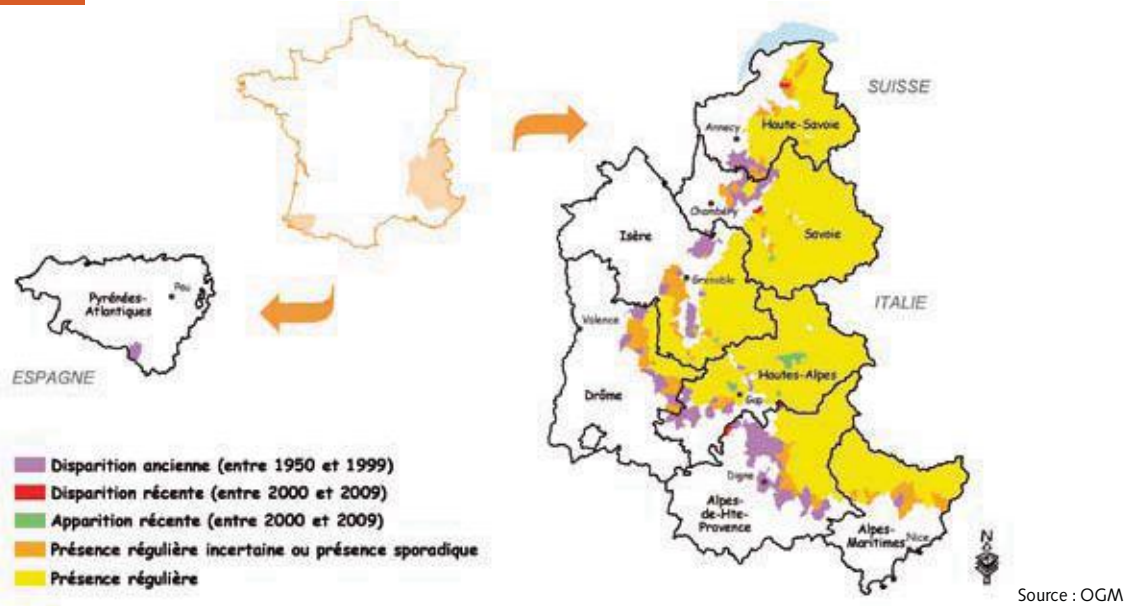 SUISSE
Annecy
Haute-Savoie
Chambéry
Savoie
Isère
Grenoble
ITALIE
Pau
Pyrénées-
Atlantiques
Valence
ESPAGNE
Hautes-Alpes
Drôme
Gap
Digne
Alpes-
de-Hte-
Provence
Alpes-
Maritimes
Nice
N
Disparition ancienne (entre 1950 et 1999)
Disparition récente (entre 2000 et 2009)
Apparition récente (entre 2000 et 2009)
Présence régulière incertaine ou présence sporadique
Présence régulière
Source : OGM